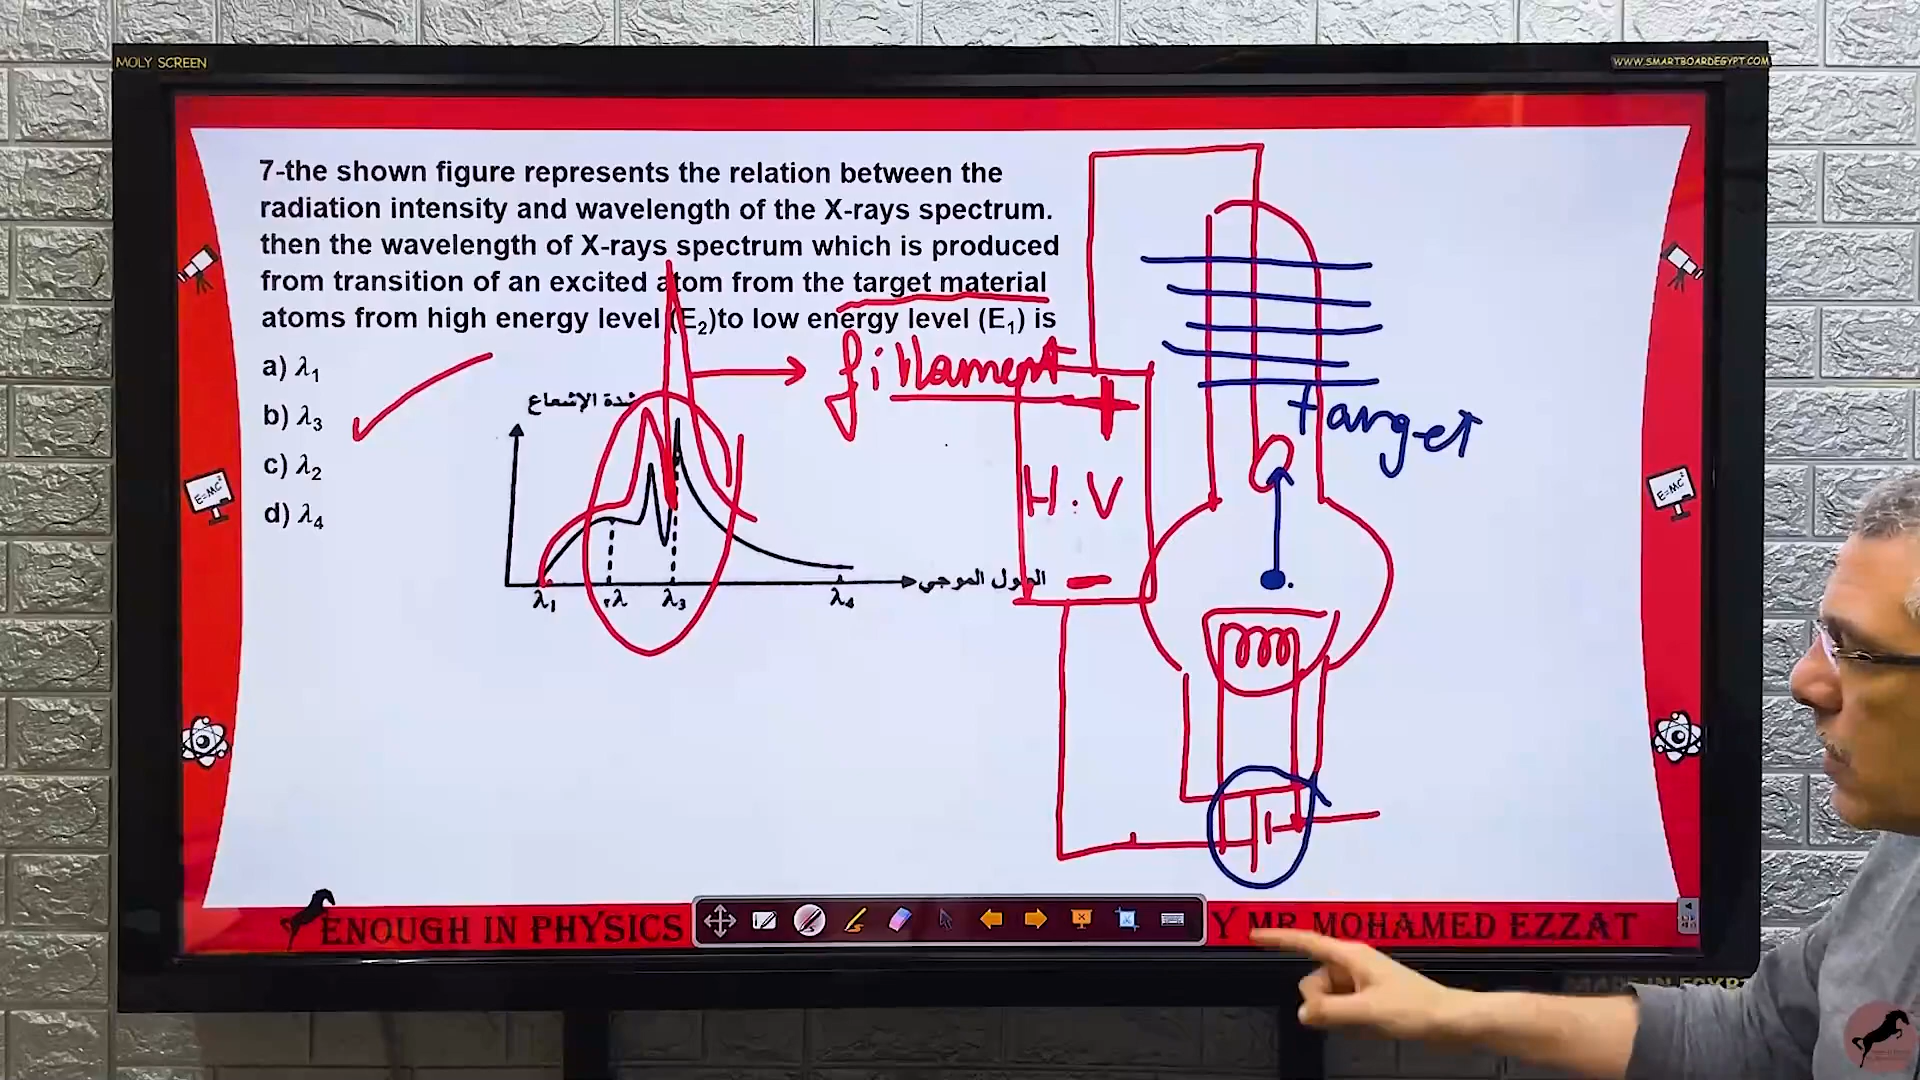 MOLY SCREEN
WWW.SMARTBOARDEGYPT.COM
7-the shown figure represents the relation between the
radiation intensity and wavelength of the X-rays spectrum.
then the wavelength of X-rays spectrum which is produced
from transition of an excited atom from the target material
atoms from high energy level (E₂)to low energy level (E₁) is
a) λ₁
b) λ₃
c) λ₂
d) λ₄
fillament
شدة الإشعاع
الطول الموجي
λ₁
٢λ
λ₃
λ₄
+
H.V
-
target
E=MC²
E=MC²
ENOUGH IN PHYSICS
Y MR MOHAMED EZZAT